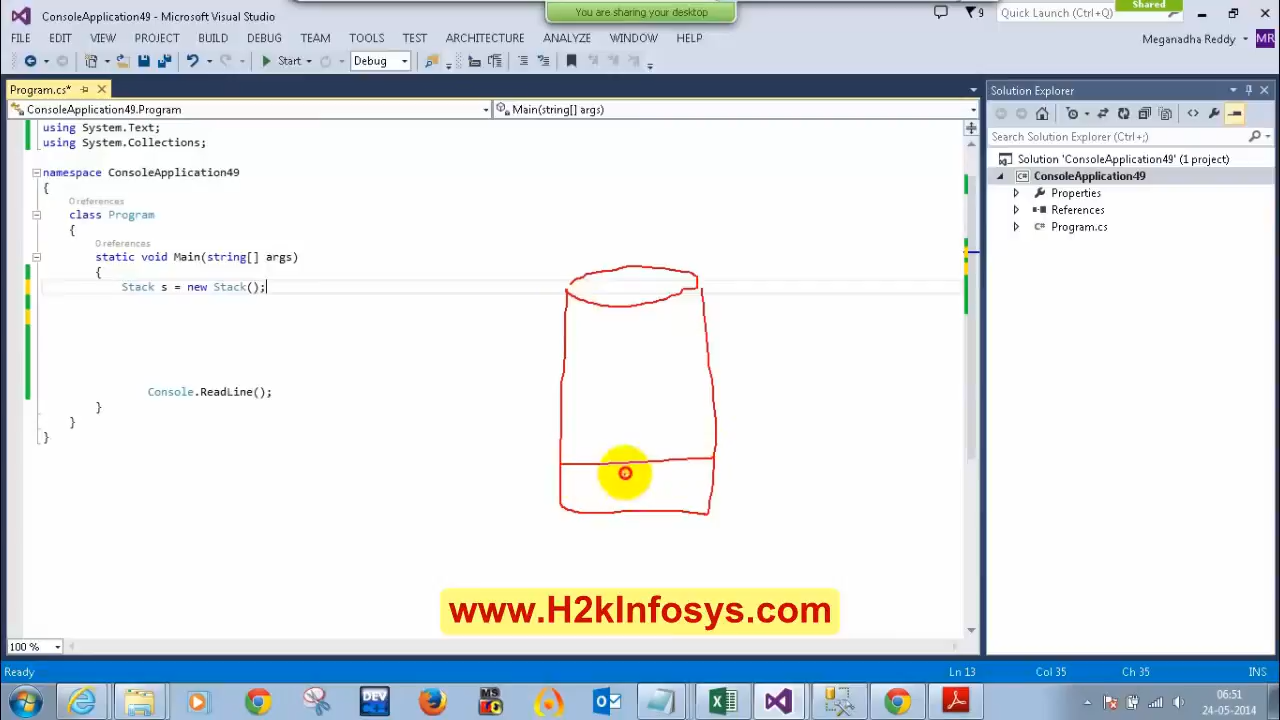 ConsoleApplication49 - Microsoft Visual Studio
You are sharing your desktop
Shared
9
Quick Launch (Ctrl+Q)
FILE EDIT VIEW PROJECT BUILD DEBUG TEAM TOOLS TEST ARCHITECTURE ANALYZE WINDOW HELP
Meganadha Reddy MR
Start Debug
Program.cs*
ConsoleApplication49.Program
Main(string[] args)
using System.Text;
using System.Collections;
namespace ConsoleApplication49
{
0 references
class Program
{
0 references
static void Main(string[] args)
{
Stack s = new Stack();
Console.ReadLine();
}
}
}
Solution Explorer
Search Solution Explorer (Ctrl+;)
Solution 'ConsoleApplication49' (1 project)
ConsoleApplication49
Properties
References
Program.cs
www.H2kInfosys.com
100 %
Ready Ln 13 Col 35 Ch 35 INS
DEV
MS
06:51
24-05-2014